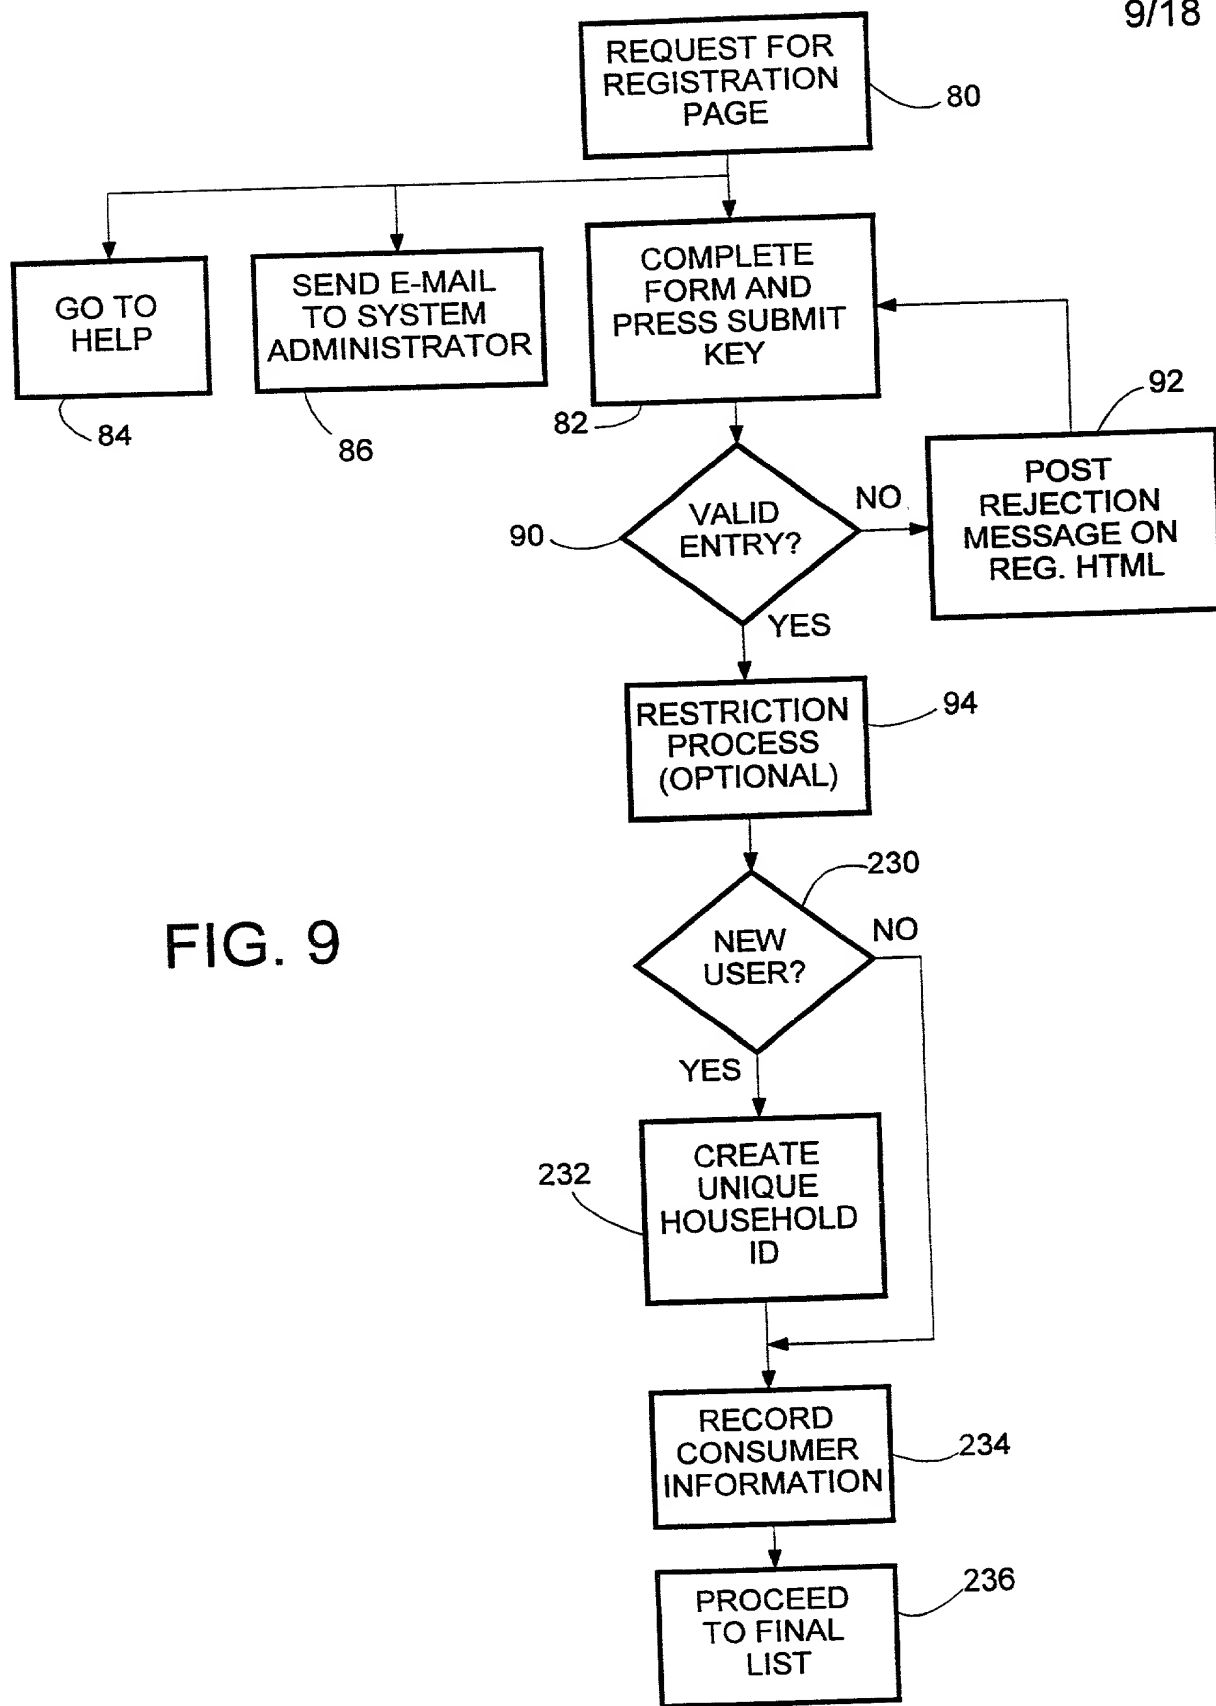 9/18
REQUEST FOR
REGISTRATION
PAGE
80
GO TO
HELP
84
SEND E-MAIL
TO SYSTEM
ADMINISTRATOR
86
COMPLETE
FORM AND
PRESS SUBMIT
KEY
82
92
POST
REJECTION
MESSAGE ON
REG. HTML
NO
90
VALID
ENTRY?
YES
RESTRICTION
PROCESS
(OPTIONAL)
94
230
NEW
USER?
NO
FIG. 9
YES
232
CREATE
UNIQUE
HOUSEHOLD
ID
RECORD
CONSUMER
INFORMATION
234
PROCEED
TO FINAL
LIST
236